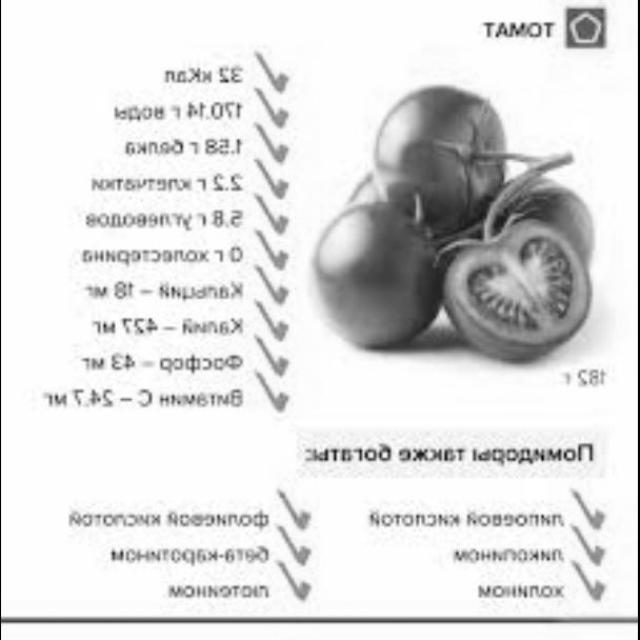 ТОМАТ
32 кКал
170.14 г воды
1.58 г белка
2.2 г клетчатки
5.8 г углеводов
0 г холестерина
Кальций – 18 мг
Калий – 427 мг
Фосфор – 43 мг
Витамин С – 24.7 мг
182 г
Помидоры также богаты:
липоевой кислотой
ликопином
холином
фолиевой кислотой
бета-каротином
лютеином